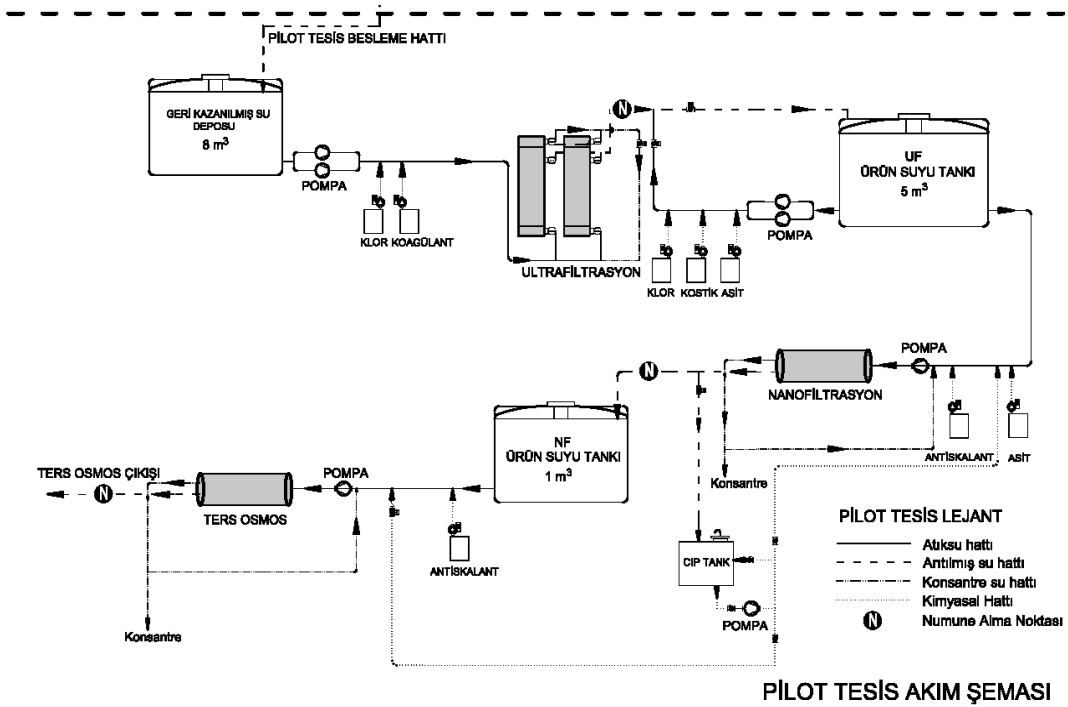 PİLOT TESİS BESLEME HATTI
GERİ KAZANILMIŞ SU
DEPOSU
8 m³
POMPA
KLOR
KOAGÜLANT
ULTRAFİLTRASYON
N
UF
ÜRÜN SUYU TANKI
5 m³
POMPA
KLOR
KOSTİK
ASİT
POMPA
NANOFİLTRASYON
ANTİSKALANT
ASİT
Konsantre
N
NF
ÜRÜN SUYU TANKI
1 m³
TERS OSMOS ÇIKIŞI
N
TERS OSMOS
POMPA
ANTİSKALANT
Konsantre
CIP TANK
POMPA
PİLOT TESİS LEJANT
Atıksu hattı
Arıtılmış su hattı
Konsantre su hattı
Kimyasal Hattı
N
Numune Alma Noktası
PİLOT TESİS AKIM ŞEMASI